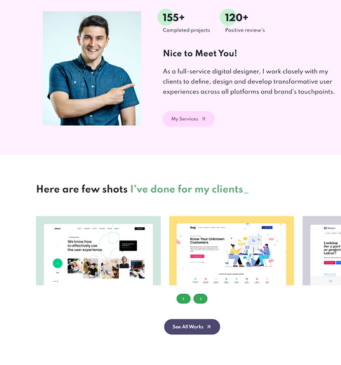 155+
120+
Completed projects
Positive review's
Nice to Meet You!
As a full-service digital designer, I work closely with my
clients to define, design and develop transformative user
experiences across all platforms and brand's touchpoints.
My Services
Here are few shots I've done for my clients_
We know how
to effectively use
the user experience.
Know Your Unknown
Customers
Looking
for a part
See All Works